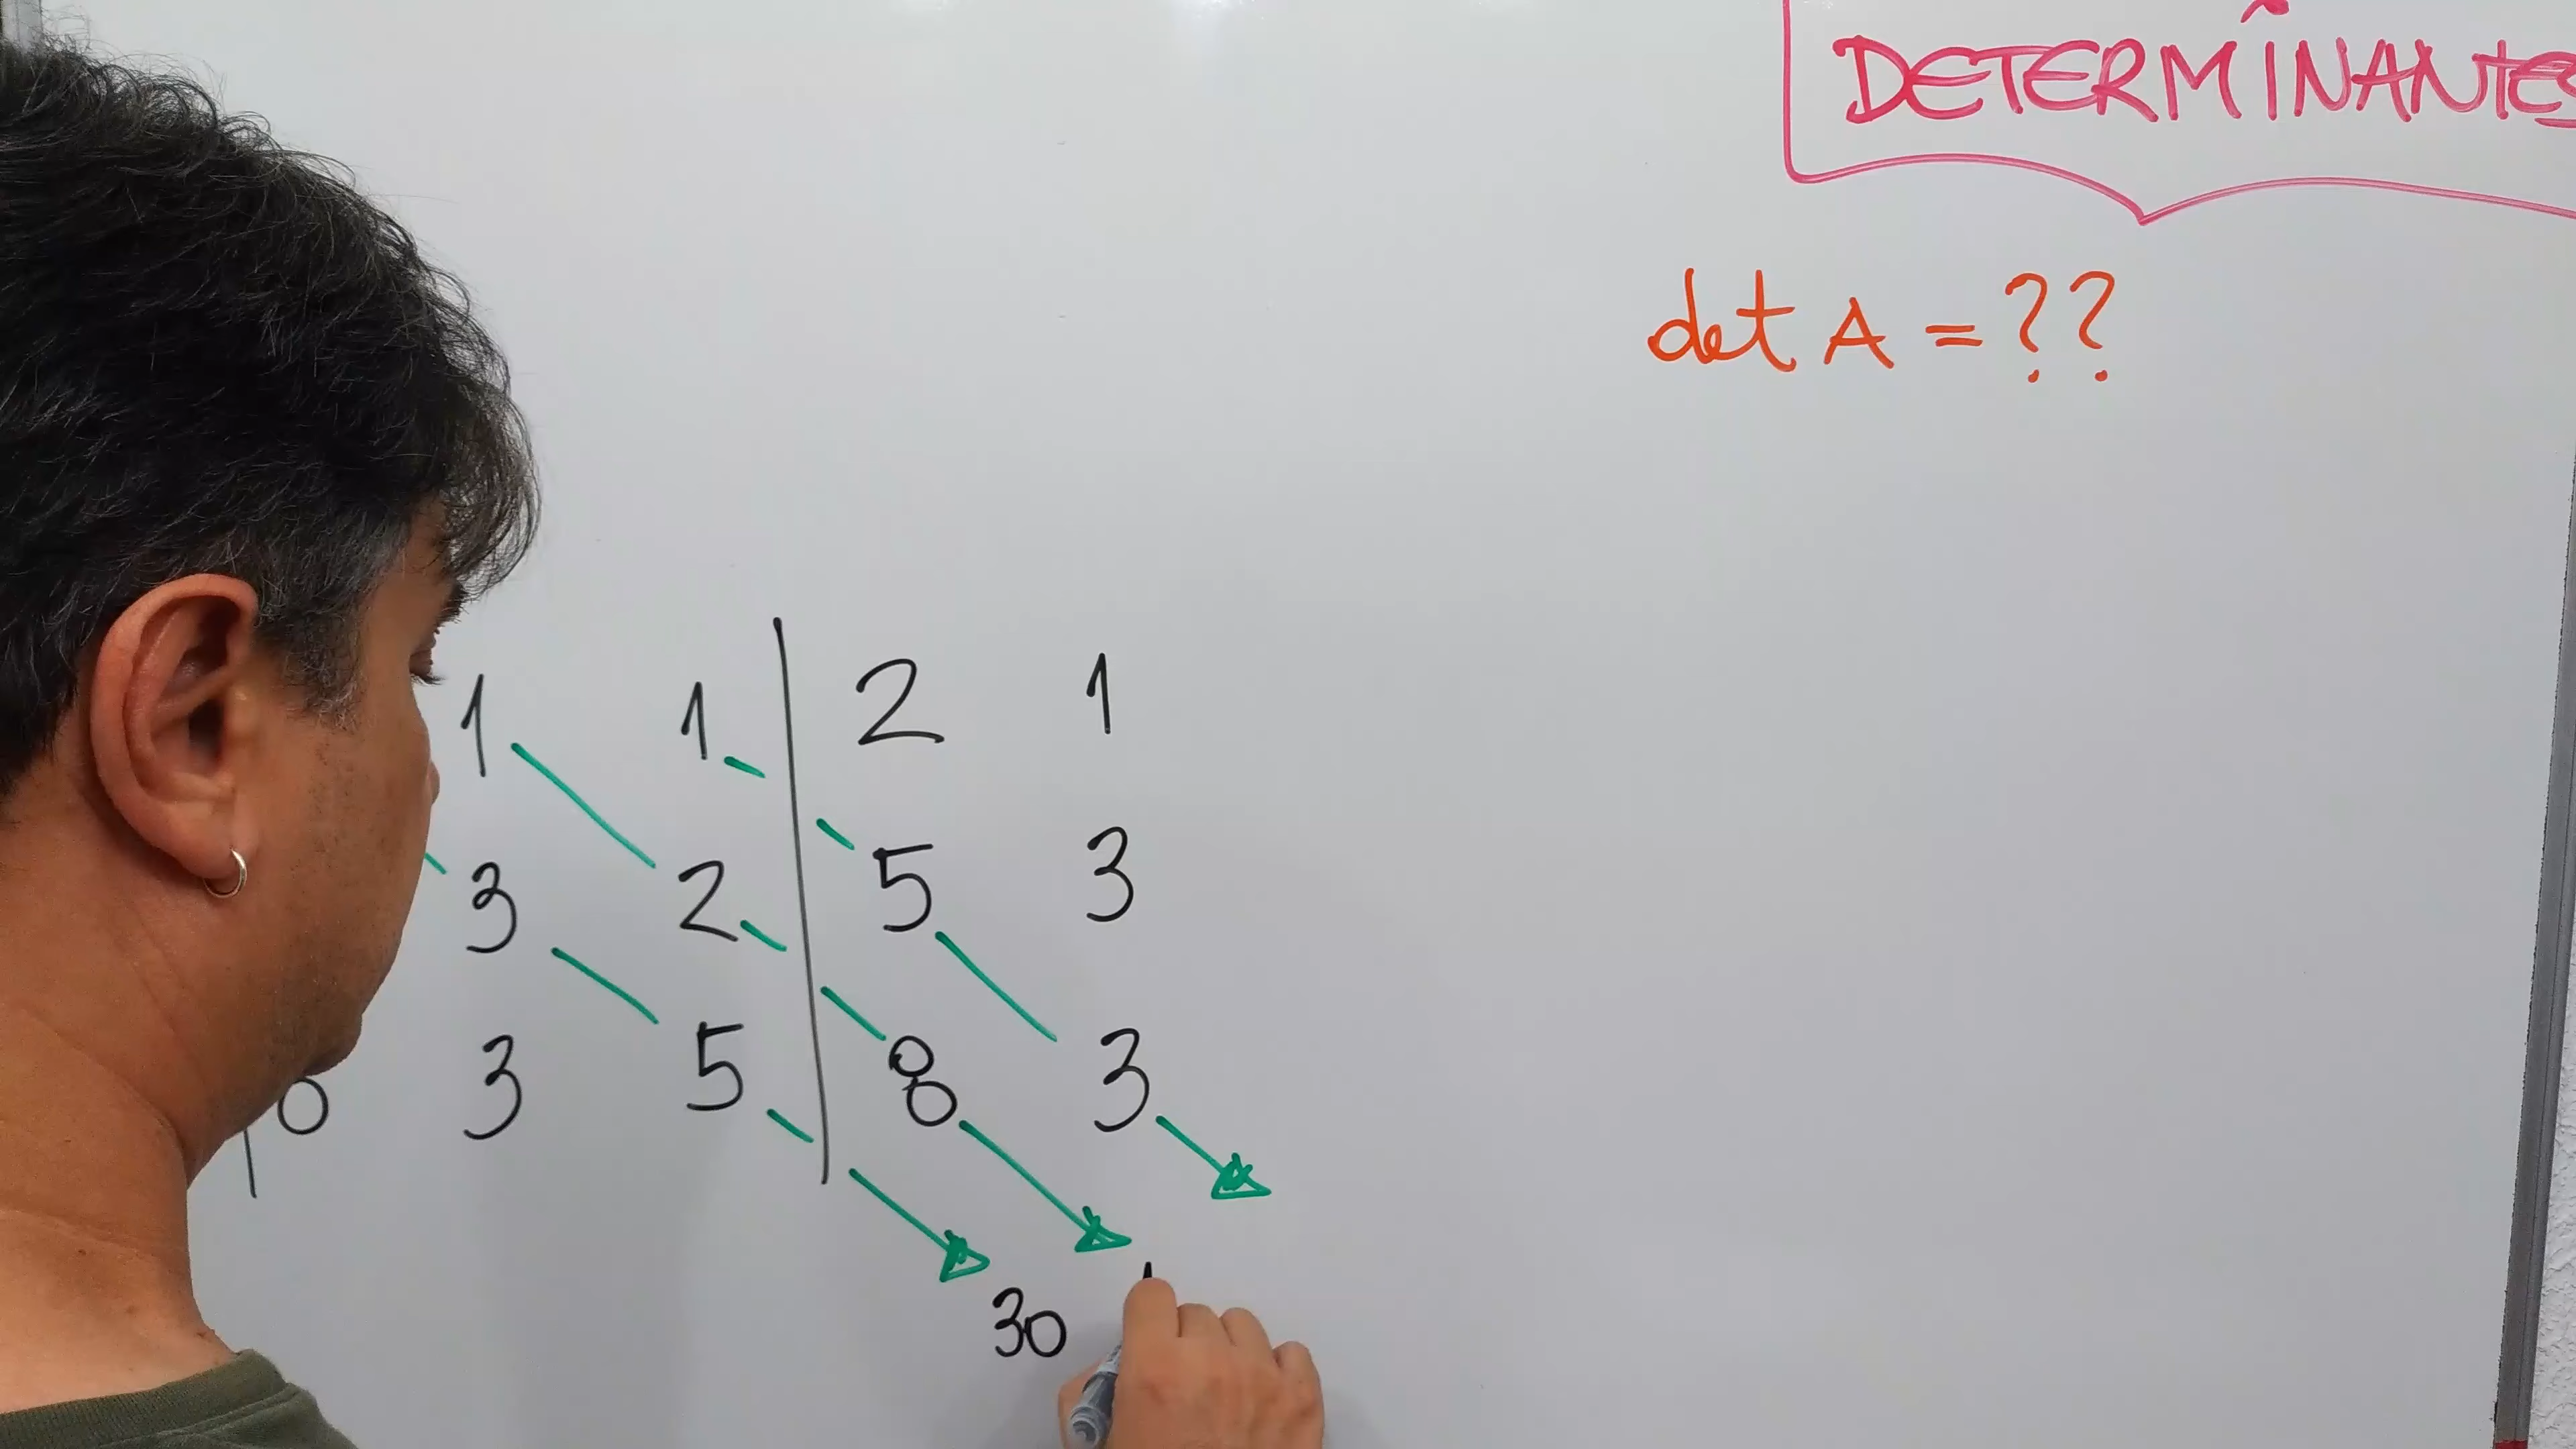 DETERMINANTES
det A = ??
1 1 | 2 1
3 2 | 5 3
3 5 | 8 3
30